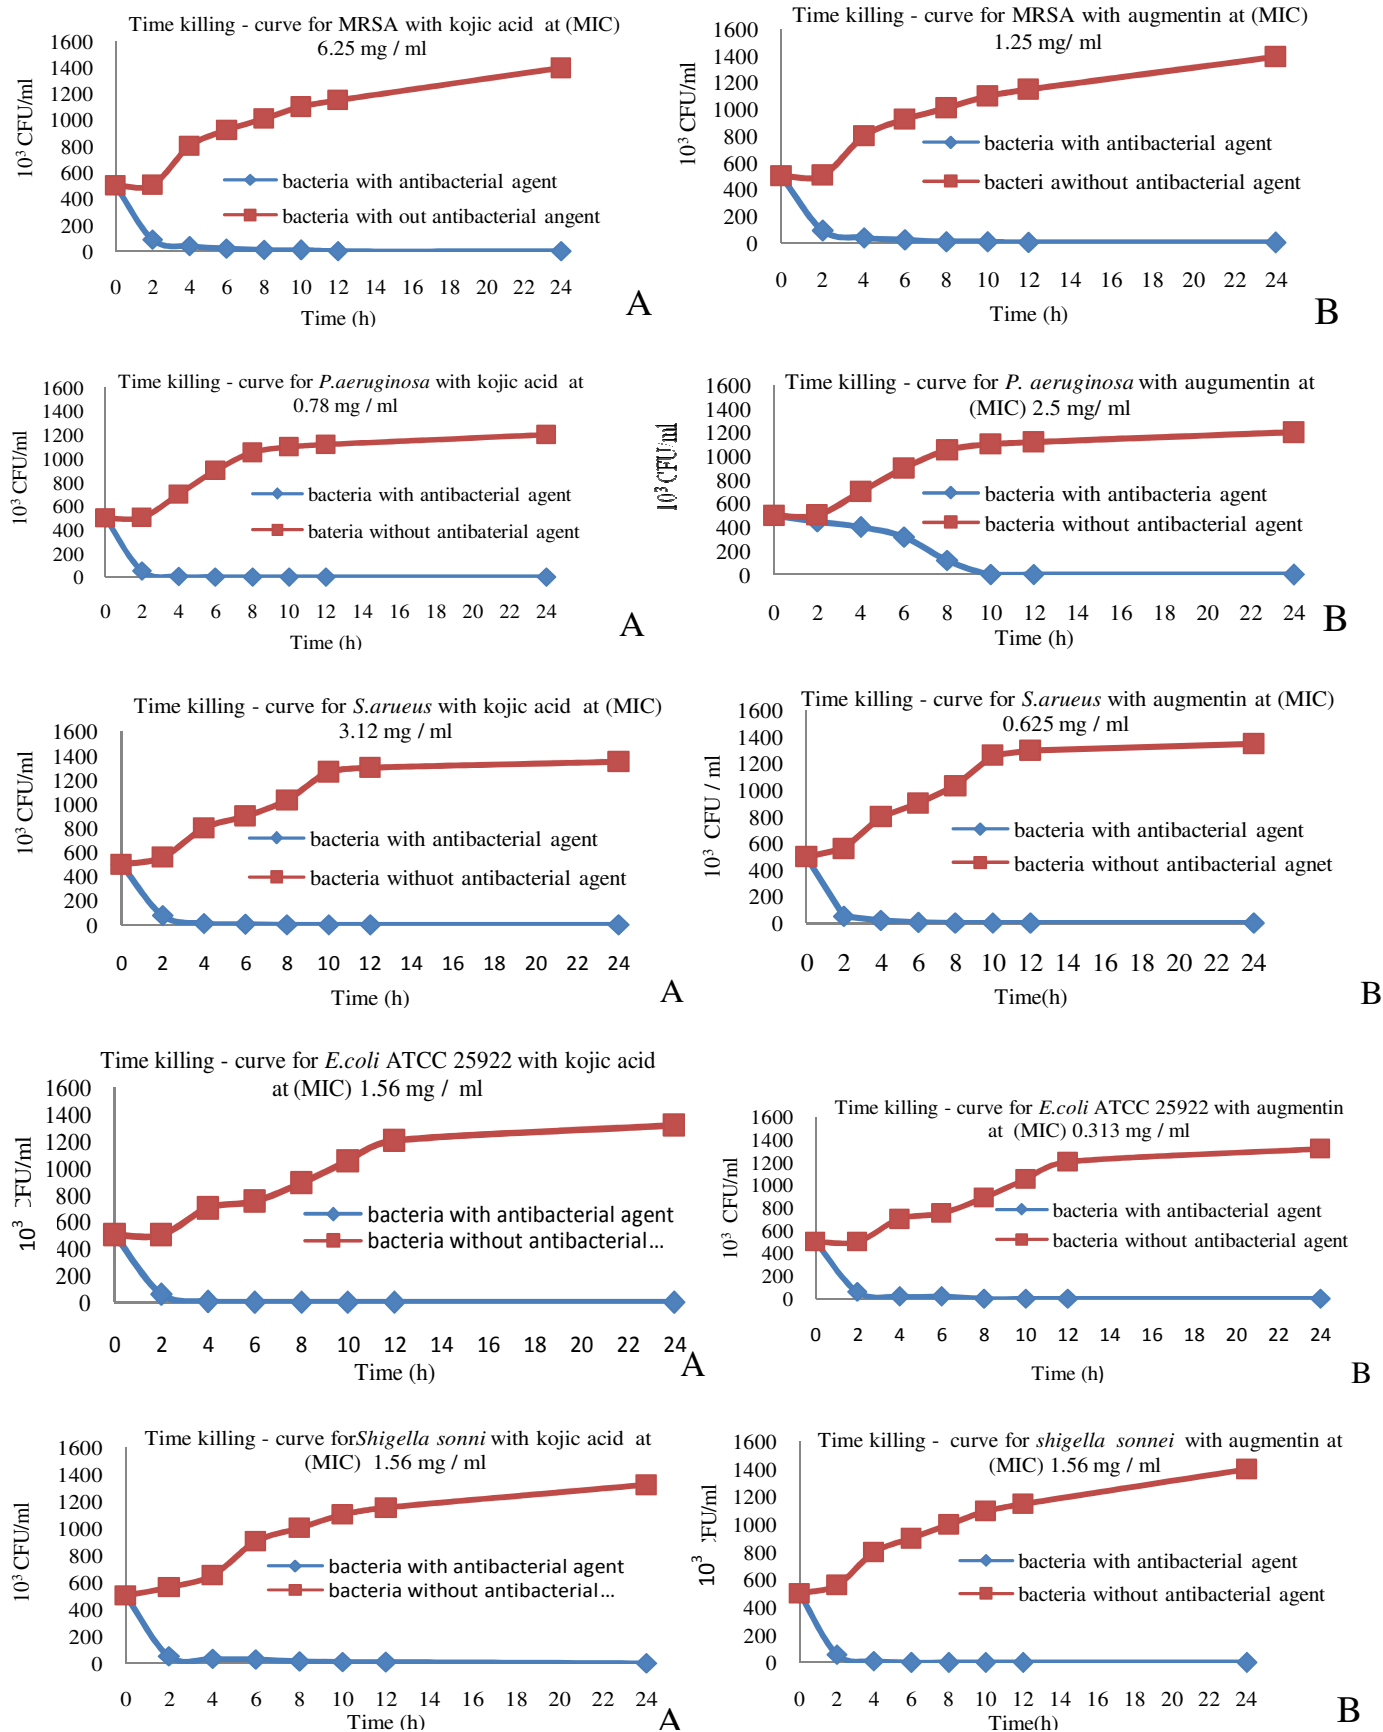 Time killing - curve for MRSA with kojic acid at (MIC)
6.25 mg / ml
1600
1400
1200
1000
800
600
400
200
0
10³ CFU/ml
bacteria with antibacterial agent
bacteria with out antibacterial angent
0 2 4 6 8 10 12 14 16 18 20 22 24
Time (h)
A
Time killing - curve for MRSA with augmentin at (MIC)
1.25 mg/ ml
1600
1400
1200
1000
800
600
400
200
0
10³ CFU/ml
bacteria with antibacterial agent
bacteri awithout antibacterial agent
0 2 4 6 8 10 12 14 16 18 20 22 24
Time (h)
B
Time killing - curve for P.aeruginosa with kojic acid at
0.78 mg / ml
1600
1400
1200
1000
800
600
400
200
0
10³ CFU/ml
bacteria with antibacterial agent
bateria without antibaterial agent
0 2 4 6 8 10 12 14 16 18 20 22 24
Time (h)
A
Time killing - curve for P. aeruginosa with augumentin at
(MIC) 2.5 mg/ ml
1600
1400
1200
1000
800
600
400
200
0
10³ CFU/ml
bacteria with antibacteria agent
bacteria without antibacterial agent
0 2 4 6 8 10 12 14 16 18 20 22 24
Time (h)
B
Time killing - curve for S.arueus with kojic acid at (MIC)
3.12 mg / ml
1600
1400
1200
1000
800
600
400
200
0
10³ CFU/ml
bacteria with antibacterial agent
bacteria withuot antibacterial agent
0 2 4 6 8 10 12 14 16 18 20 22 24
Time (h)
A
Time killing - curve for S.arueus with augmentin at (MIC)
0.625 mg / ml
1600
1400
1200
1000
800
600
400
200
0
10³ CFU / ml
bacteria with antibacterial agent
bacteria without antibacterial agnet
0 2 4 6 8 10 12 14 16 18 20 22 24
Time(h)
B
Time killing - curve for E.coli ATCC 25922 with kojic acid
at (MIC) 1.56 mg / ml
1600
1400
1200
1000
800
600
400
200
0
10³ CFU/ml
bacteria with antibacterial agent
bacteria without antibacterial...
0 2 4 6 8 10 12 14 16 18 20 22 24
Time (h)
A
Time killing - curve for E.coli ATCC 25922 with augmentin
at (MIC) 0.313 mg / ml
1600
1400
1200
1000
800
600
400
200
0
10³ CFU/ml
bacteria with antibacterial agent
bacteria without antibacterial agent
0 2 4 6 8 10 12 14 16 18 20 22 24
Time (h)
B
Time killing - curve forShigella sonni with kojic acid at
(MIC) 1.56 mg / ml
1600
1400
1200
1000
800
600
400
200
0
10³ CFU/ml
bacteria with antibacterial agent
bacteria without antibacterial...
0 2 4 6 8 10 12 14 16 18 20 22 24
Time (h)
A
Time killing - curve for shigella sonnei with augmentin at
(MIC) 1.56 mg / ml
1600
1400
1200
1000
800
600
400
200
0
10³ CFU/ml
bacteria with antibacterial agent
bacteria without antibacterial agent
0 2 4 6 8 10 12 14 16 18 20 22 24
Time(h)
B